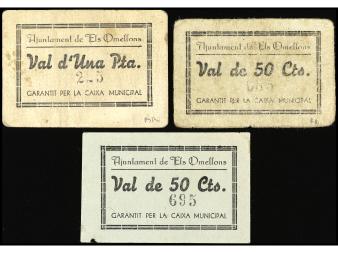 Ajuntament de Els Omellons
Val d'Una Pta.
GARANTIT PER LA CAIXA MUNICIPAL
Ajuntament de Els Omellons
Val de 50 Cts.
GARANTIT PER LA CAIXA MUNICIPAL
Ajuntament de Els Omellons
Val de 50 Cts.
695
GARANTIT PER LA CAIXA MUNICIPAL